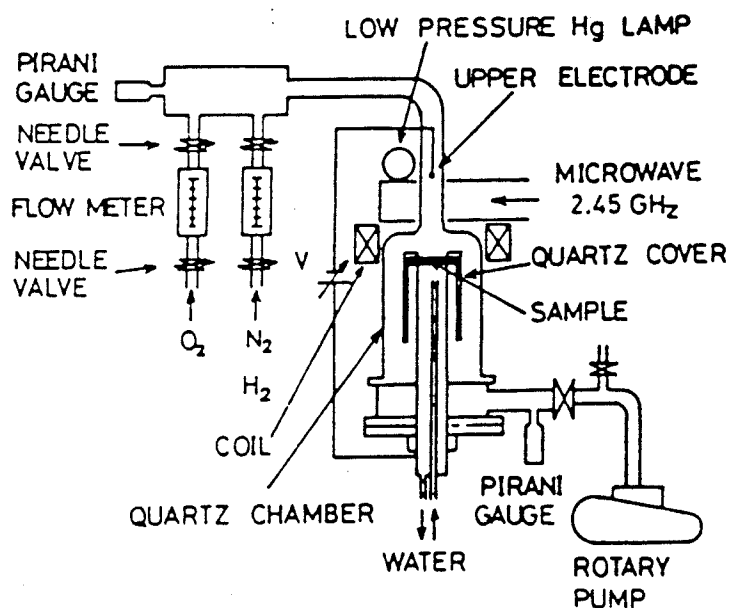 LOW PRESSURE Hg LAMP
PIRANI
GAUGE
UPPER ELECTRODE
NEEDLE
VALVE
MICROWAVE
2.45 GHz
FLOW METER
NEEDLE
VALVE
V
QUARTZ COVER
SAMPLE
O₂
N₂
H₂
COIL
QUARTZ CHAMBER
PIRANI
GAUGE
WATER
ROTARY
PUMP